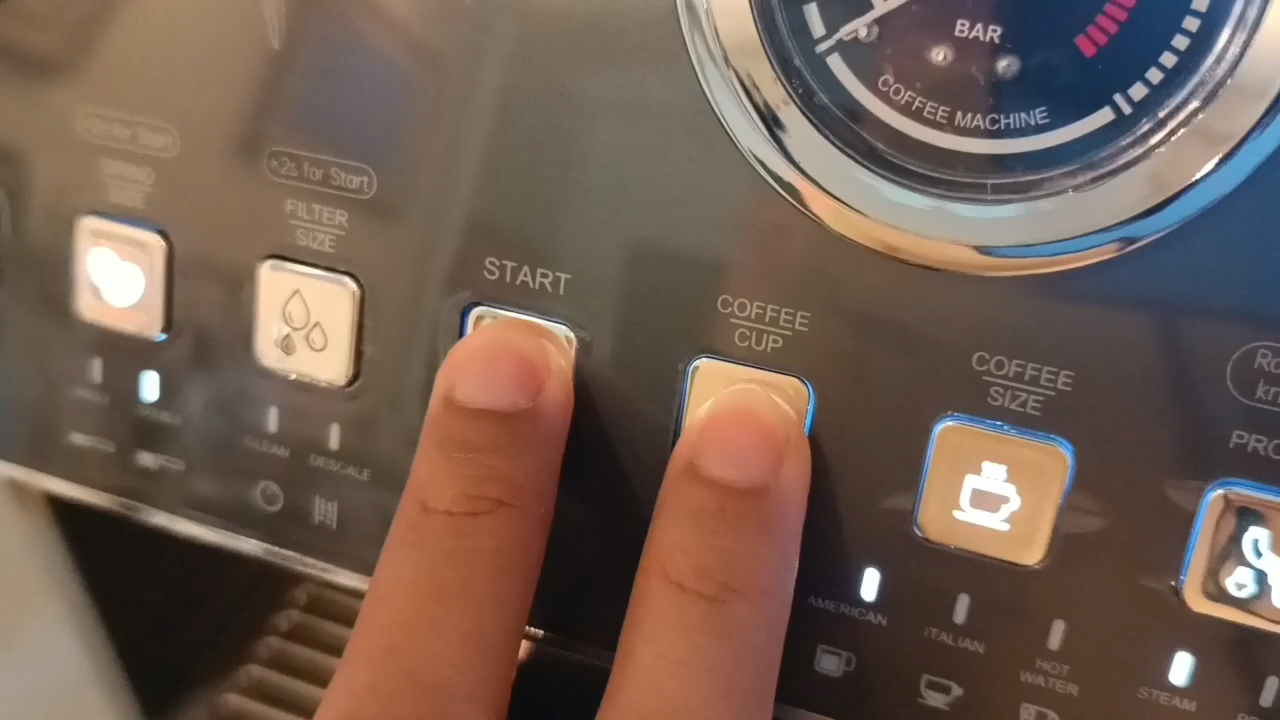 BAR
COFFEE MACHINE
×2s for Start
FILTER
SIZE
START
COFFEE
CUP
COFFEE
SIZE
PRO
CLEAN
DESCALE
AMERICAN
ITALIAN
HOT
WATER
STEAM